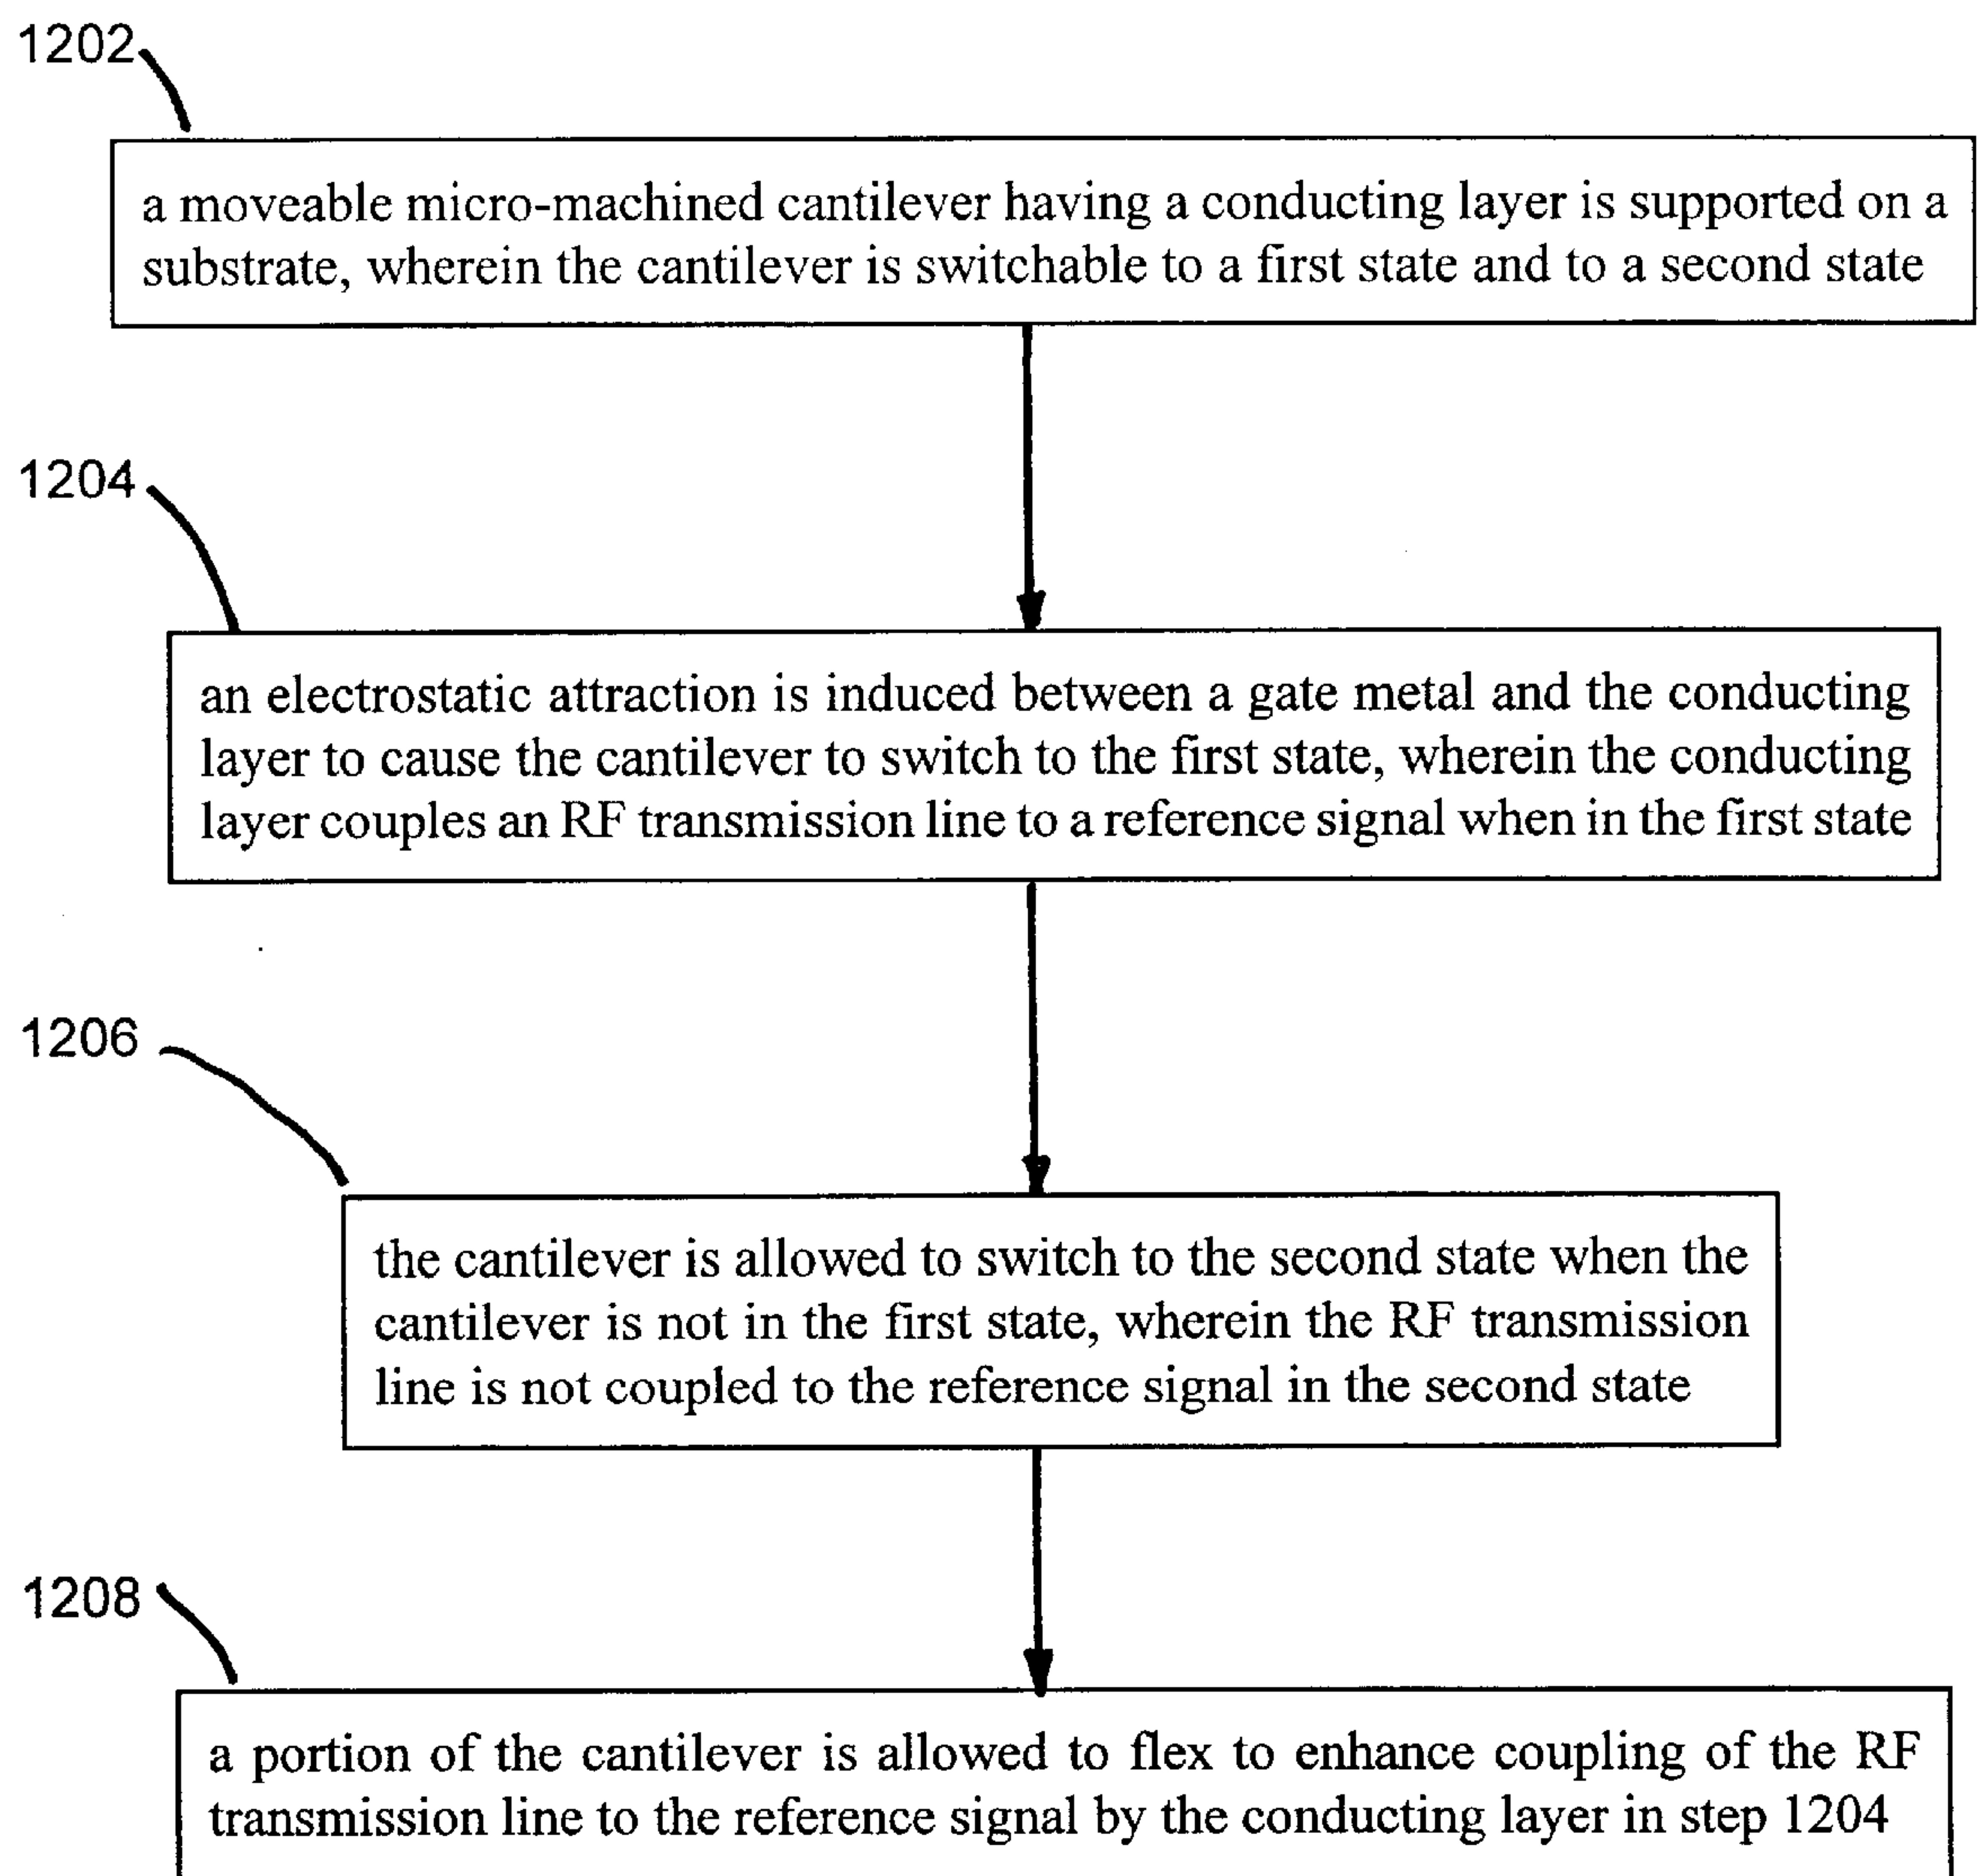 1202
a moveable micro-machined cantilever having a conducting layer is supported on a
substrate, wherein the cantilever is switchable to a first state and to a second state
1204
an electrostatic attraction is induced between a gate metal and the conducting
layer to cause the cantilever to switch to the first state, wherein the conducting
layer couples an RF transmission line to a reference signal when in the first state
1206
the cantilever is allowed to switch to the second state when the
cantilever is not in the first state, wherein the RF transmission
line is not coupled to the reference signal in the second state
1208
a portion of the cantilever is allowed to flex to enhance coupling of the RF
transmission line to the reference signal by the conducting layer in step 1204